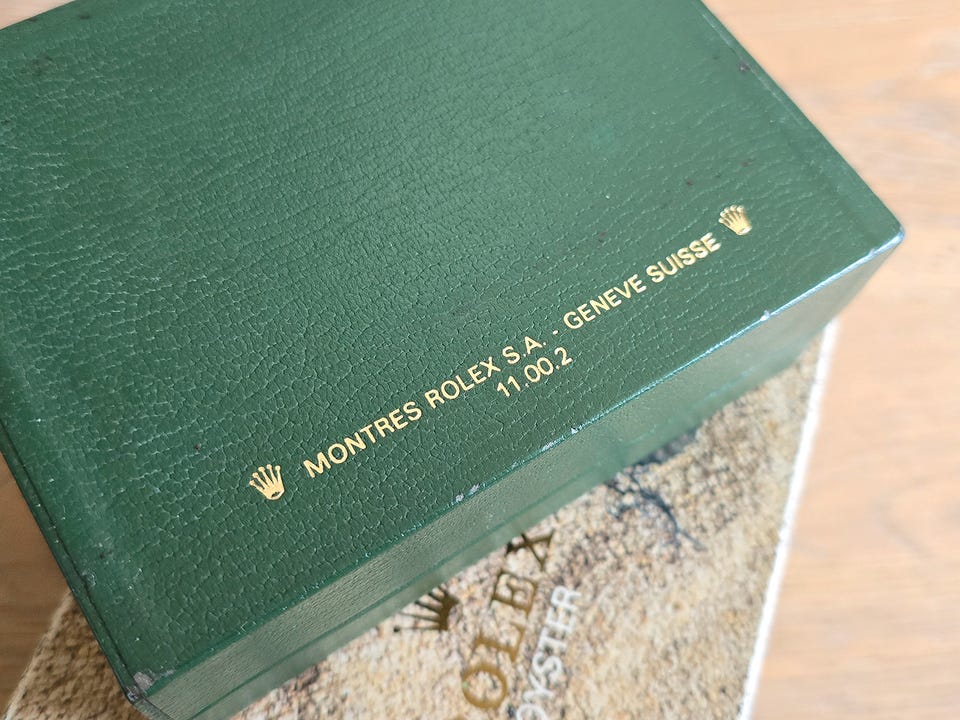 MONTRES ROLEX S.A. - GENEVE SUISSE
11.00.2
ROLEX
OYSTER